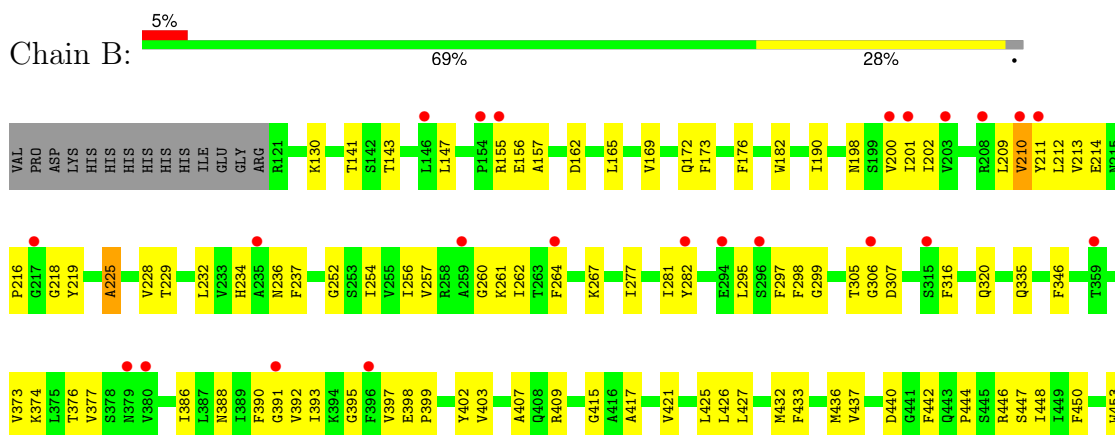 5%
Chain B:
69% 28% •
VAL PRO ASP LYS HIS HIS HIS HIS HIS HIS ILE GLU GLY ARG R121 K130 T141 S142 T143 L146 L147 P154 R155 E156 A157 D162 L165 V169 Q172 F173 F176 W182 I190 N198 S199 V200 I201 I202 V203 R208 L209 V210 Y211 L212 V213 E214 N215
P216 G217 G218 Y219 A225 V228 T229 L232 V233 H234 A235 N236 F237 G252 S253 I254 V255 I256 V257 R258 A259 G260 K261 I262 T263 F264 K267 I277 I281 Y282 E294 L295 S296 F297 F298 G299 T305 G306 D307 S315 F316 Q320 Q335 F346 T359
V373 K374 L375 T376 V377 S378 N379 V380 I386 L387 N388 I389 F390 G391 V392 I393 K394 G395 F396 V397 E398 P399 Y402 V403 A407 Q408 R409 G415 A416 A417 V421 L425 L426 L427 M432 F433 M436 V437 D440 G441 F442 Q443 P444 S445 R446 S447 I448 I449 F450